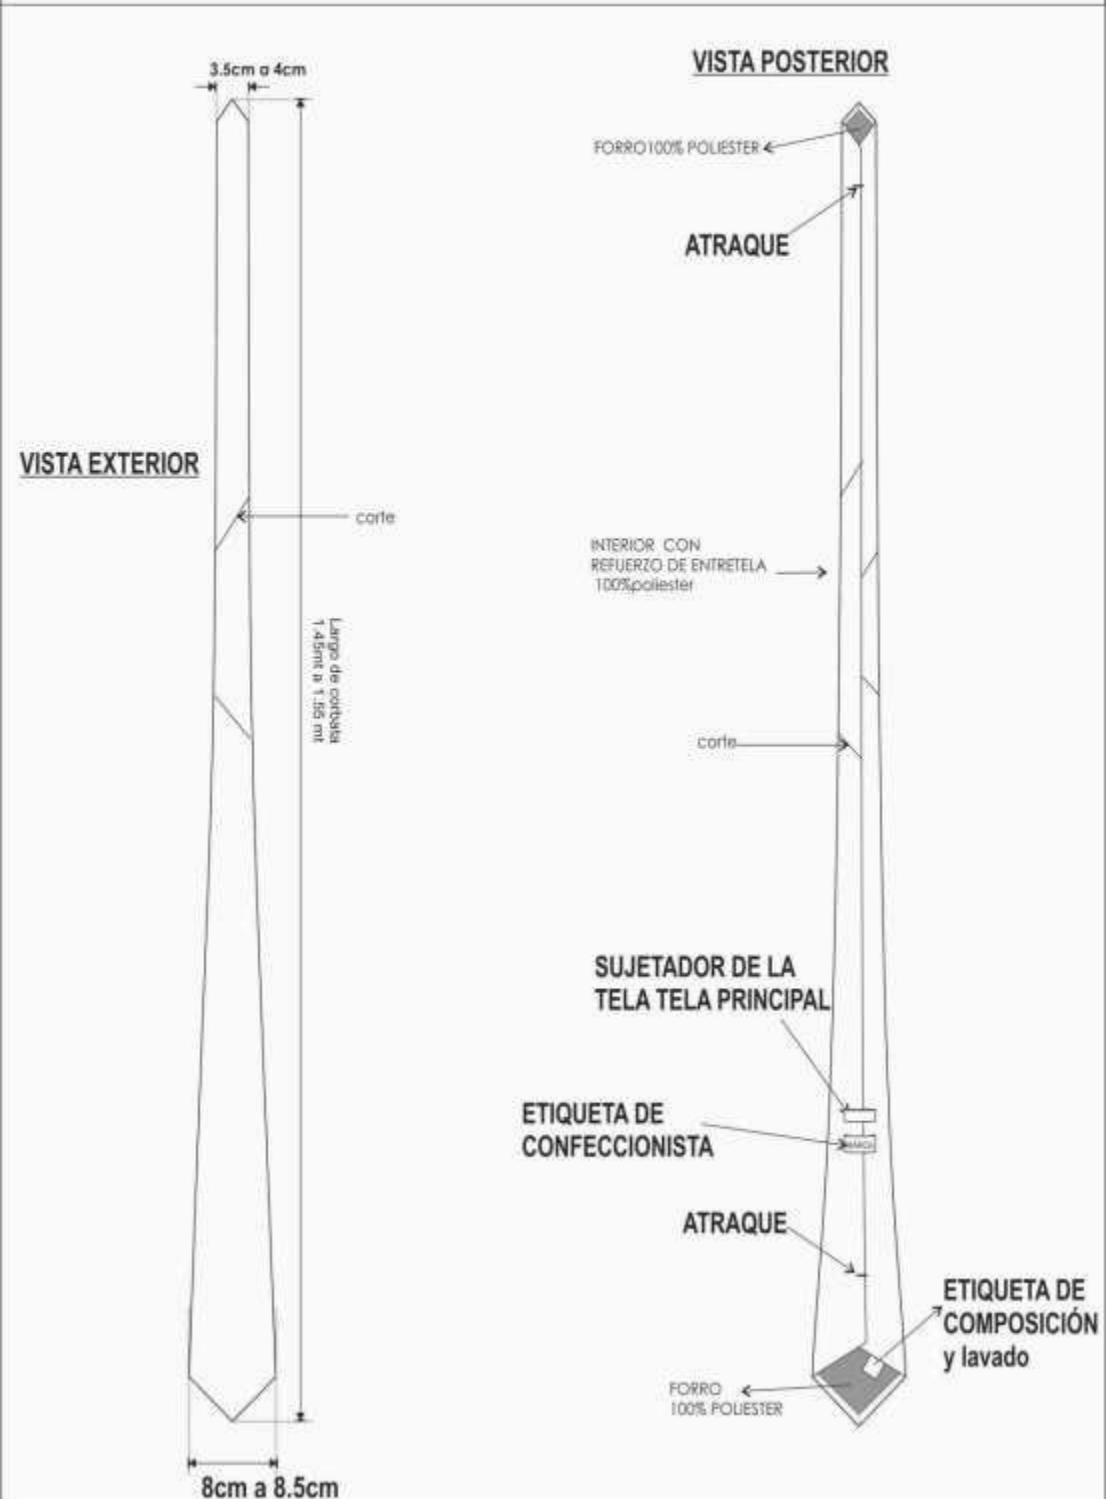 3.5cm a 4cm
VISTA POSTERIOR
FORRO100% POLIESTER
ATRAQUE
VISTA EXTERIOR
corte
INTERIOR CON
REFUERZO DE ENTRETELA
100%poliester
Largo de corbata
1.45mt a 1.55 mt
corte
SUJETADOR DE LA
TELA TELA PRINCIPAL
ETIQUETA DE
CONFECCIONISTA
ATRAQUE
ETIQUETA DE
COMPOSICIÓN
y lavado
FORRO
100% POLIESTER
8cm a 8.5cm